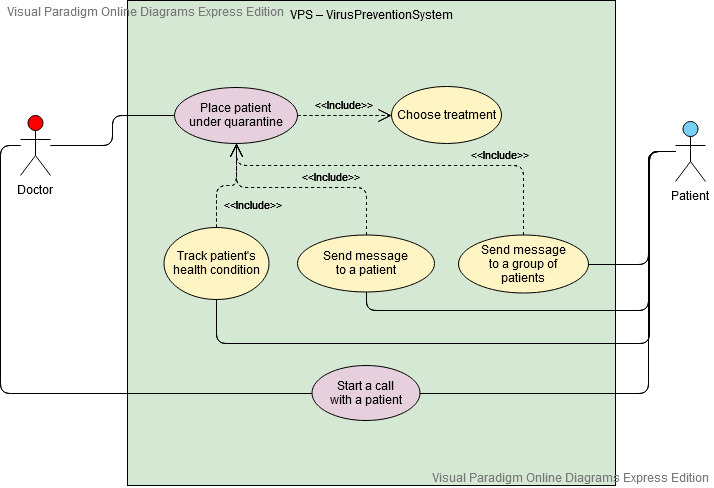 Visual Paradigm Online Diagrams Express Edition
VPS – VirusPreventionSystem
Place patient
under quarantine
<<Include>>
Choose treatment
Doctor
Patient
<<Include>>
<<Include>>
<<Include>>
Track patient's
health condition
Send message
to a patient
Send message
to a group of
patients
Start a call
with a patient
Visual Paradigm Online Diagrams Express Edition